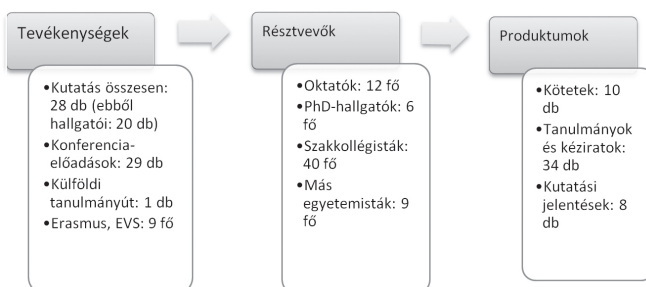 Tevékenységek
•Kutatás összesen:
28 db (ebből
hallgatói: 20 db)
•Konferencia-
előadások: 29 db
•Külföldi
tanulmányút: 1 db
•Erasmus, EVS: 9 fő
Résztvevők
•Oktatók: 12 fő
•PhD-hallgatók: 6
fő
•Szakkollégisták:
40 fő
•Más
egyetemisták: 9
fő
Produktumok
•Kötetek: 10
db
•Tanulmányok
és kéziratok:
34 db
•Kutatási
jelentések: 8
db